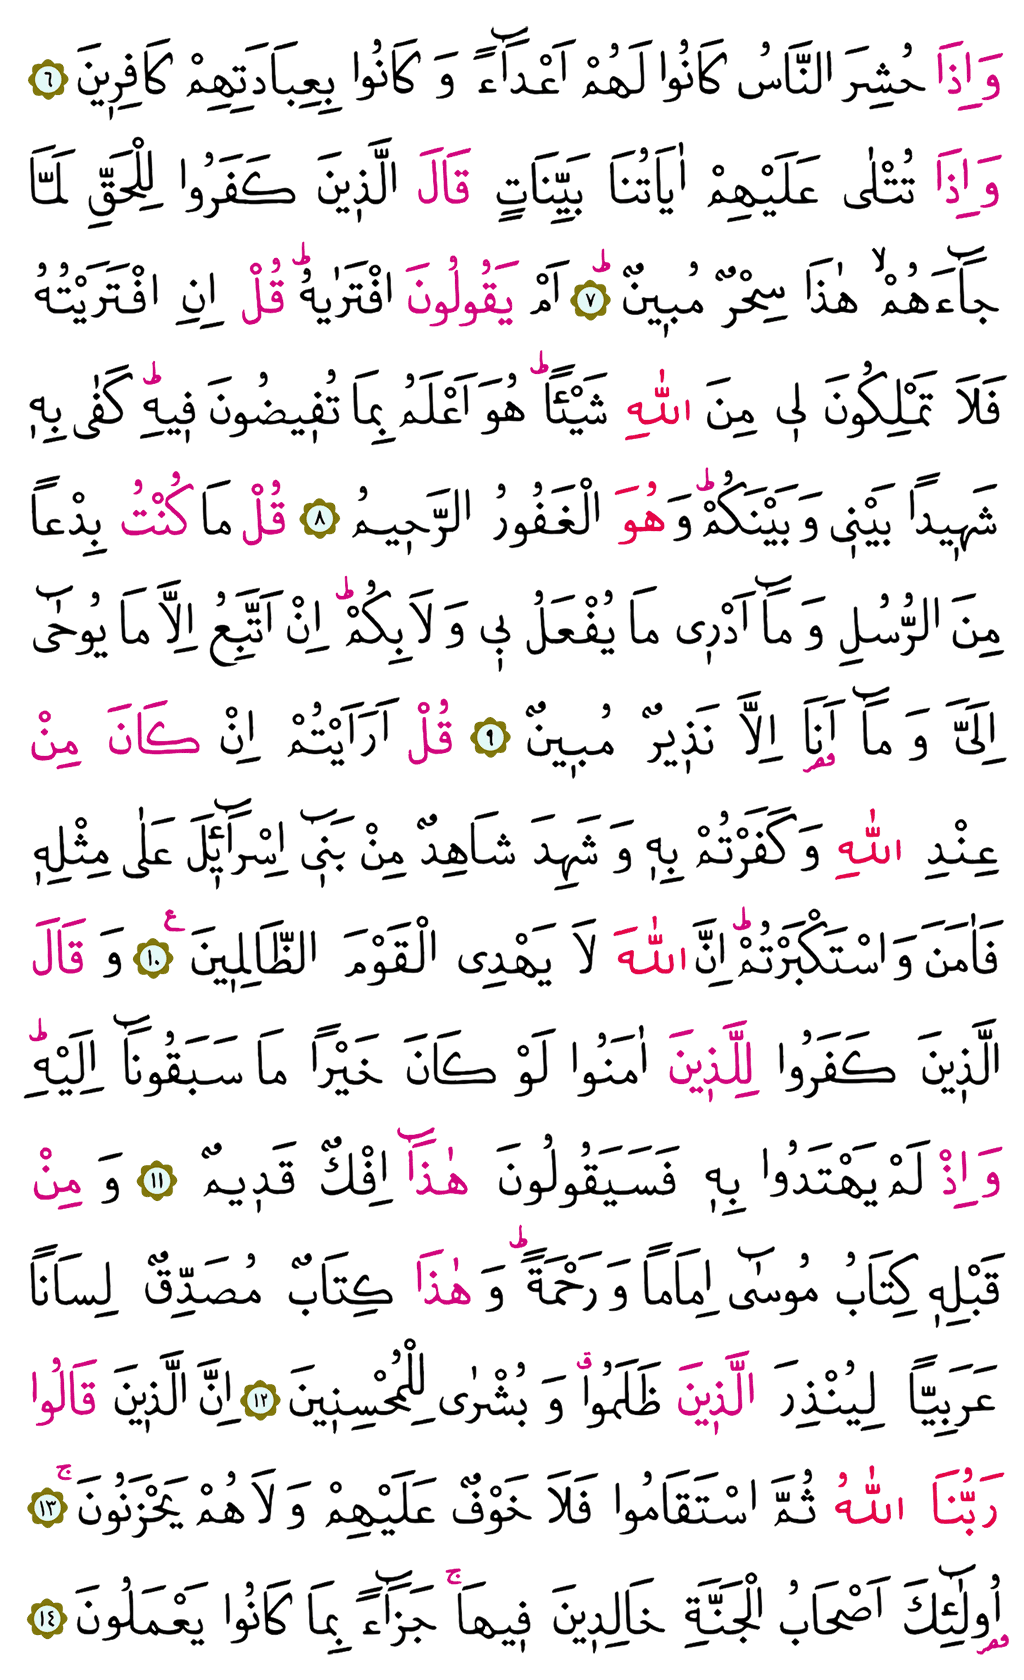 وَاِذَا حُشِرَ النَّاسُ كَانُوا لَهُمْ اَعْدَٓاءً وَ كَانُوا بِعِبَادَتِهِمْ كَافِر۪ينَ ﴿٦﴾
وَاِذَا تُتْلٰى عَلَيْهِمْ اٰيَاتُنَا بَيِّنَاتٍ قَالَ الَّذ۪ينَ كَفَرُوا لِلْحَقِّ لَمَّا
جَٓاءَهُمْۙ هٰذَا سِحْرٌ مُب۪ينٌؕ ﴿٧﴾ اَمْ يَقُولُونَ افْتَرٰيهُؕ قُلْ اِنِ افْتَرَيْتُهُ
فَلَا تَمْلِكُونَ ل۪ي مِنَ اللّٰهِ شَيْـًٔاؕ هُوَ اَعْلَمُ بِمَا تُف۪يضُونَ ف۪يهِؕ كَفٰى بِه۪
شَه۪يدًا بَيْن۪ي وَبَيْنَكُمْؕ وَهُوَ الْغَفُورُ الرَّح۪يمُ ﴿٨﴾ قُلْ مَا كُنْتُ بِدْعًا
مِنَ الرُّسُلِ وَ مَٓا اَدْر۪ي مَا يُفْعَلُ ب۪ي وَ لَا بِكُمْؕ اِنْ اَتَّبِعُ اِلَّا مَا يُوحٰٓى
اِلَيَّ وَ مَٓا اَنَا۬ اِلَّا نَذ۪يرٌ مُب۪ينٌ ﴿٩﴾ قُلْ اَرَاَيْتُمْ اِنْ كَانَ مِنْ
عِنْدِ اللّٰهِ وَ كَفَرْتُمْ بِه۪ وَ شَهِدَ شَاهِدٌ مِنْ بَن۪ٓي اِسْرَٓائ۪لَ عَلٰى مِثْلِه۪
فَاٰمَنَ وَاسْتَكْبَرْتُمْؕ اِنَّ اللّٰهَ لَا يَهْدِي الْقَوْمَ الظَّالِم۪ينَ ﴿١٠﴾ ع وَ قَالَ
الَّذ۪ينَ كَفَرُوا لِلَّذ۪ينَ اٰمَنُوا لَوْ كَانَ خَيْرًا مَا سَبَقُونَٓا اِلَيْهِؕ
وَاِذْ لَمْ يَهْتَدُوا بِه۪ فَسَيَقُولُونَ هٰذَٓا اِفْكٌ قَد۪يمٌ ﴿١١﴾ وَ مِنْ
قَبْلِه۪ كِتَابُ مُوسٰٓى اِمَامًا وَ رَحْمَةًؕ وَ هٰذَا كِتَابٌ مُصَدِّقٌ لِسَانًا
عَرَبِيًّا لِيُنْذِرَ الَّذ۪ينَ ظَلَمُواۗ وَ بُشْرٰى لِلْمُحْسِن۪ينَ ﴿١٢﴾ اِنَّ الَّذ۪ينَ قَالُوا
رَبُّنَا اللّٰهُ ثُمَّ اسْتَقَامُوا فَلَا خَوْفٌ عَلَيْهِمْ وَ لَا هُمْ يَحْزَنُونَۚ ﴿١٣﴾
اُو۬لٰٓئِكَ اَصْحَابُ الْجَنَّةِ خَالِد۪ينَ ف۪يهَاۚ جَزَٓاءً بِمَا كَانُوا يَعْمَلُونَ ﴿١٤﴾